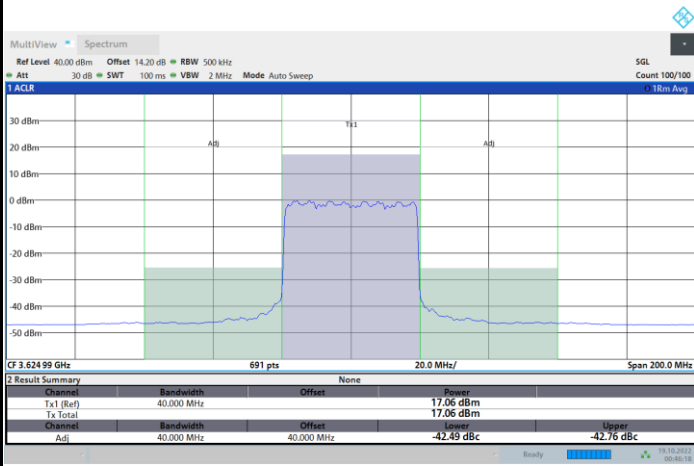 MultiView Spectrum
Ref Level 40.00 dBm Offset 14.20 dB RBW 500 kHz SGL
Att 30 dB SWT 100 ms VBW 2 MHz Mode Auto Sweep Count 100/100
1 ACLR 1Rm Avg
30 dBm
Tx1
20 dBm
Adj Adj
10 dBm
0 dBm
-10 dBm
-20 dBm
-30 dBm
-40 dBm
-50 dBm
CF 3.624 99 GHz 691 pts 20.0 MHz/ Span 200.0 MHz
2 Result Summary None
Channel Bandwidth Offset Power
Tx1 (Ref) 40.000 MHz 17.06 dBm
Tx Total 17.06 dBm
Channel Bandwidth Offset Lower Upper
Adj 40.000 MHz 40.000 MHz -42.49 dBc -42.76 dBc
Ready 19.10.2022
00:46:18